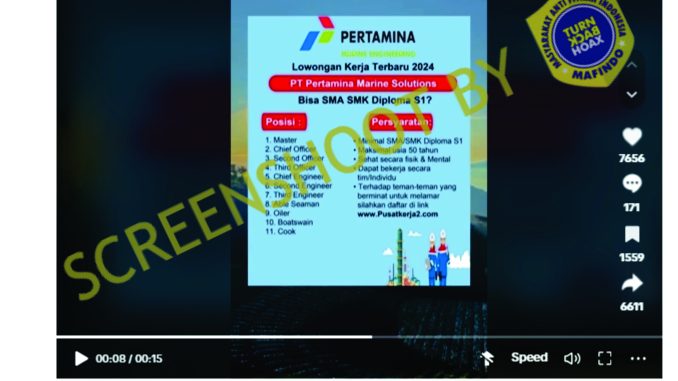 PERTAMINA
MARINE ENGINEERING
Lowongan Kerja Terbaru 2024
PT Pertamina Marine Solutions
Bisa SMA SMK Diploma S1?
Posisi :
1. Master
2. Chief Officer
3. Second Officer
4. Third Officer
5. Chief Engineer
6. Second Engineer
7. Third Engineer
8. Able Seaman
9. Oiler
10. Boatswain
11. Cook
Persyaratan:
• Minimal SMA/SMK Diploma S1
• Maksimal usia 50 tahun
• Sehat secara fisik & Mental
• Dapat bekerja secara
tim/Individu
• Terhadap teman-teman yang
berminat untuk melamar
silahkan daftar di link
www.Pusatkerja2.com
SCREENSHOOT BY
MASYARAKAT ANTI FITNAH INDONESIA
TURN
BACK
HOAX
MAFINDO
7656
171
1559
6611
00:08 / 00:15
Speed